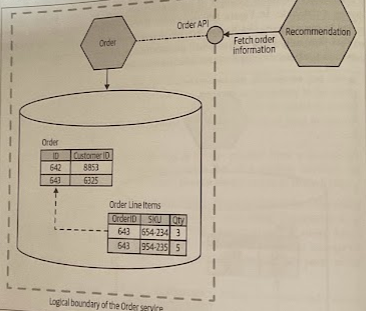 Order API
Order
Recommendation
Fetch order
information
Order
ID Customer ID
642 8853
643 6325
Order Line Items
OrderID SKU Qty
643 654-234 3
643 954-235 5
Logical boundary of the Order service